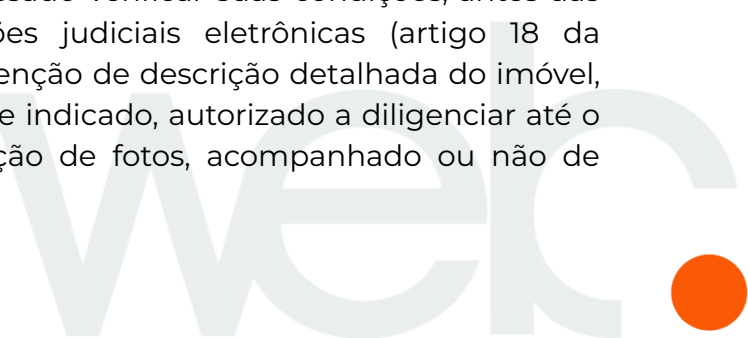 ões judiciais eletrônicas (artigo 18 da
enção de descrição detalhada do imóvel,
e indicado, autorizado a diligenciar até o
ção de fotos, acompanhado ou não de
web.